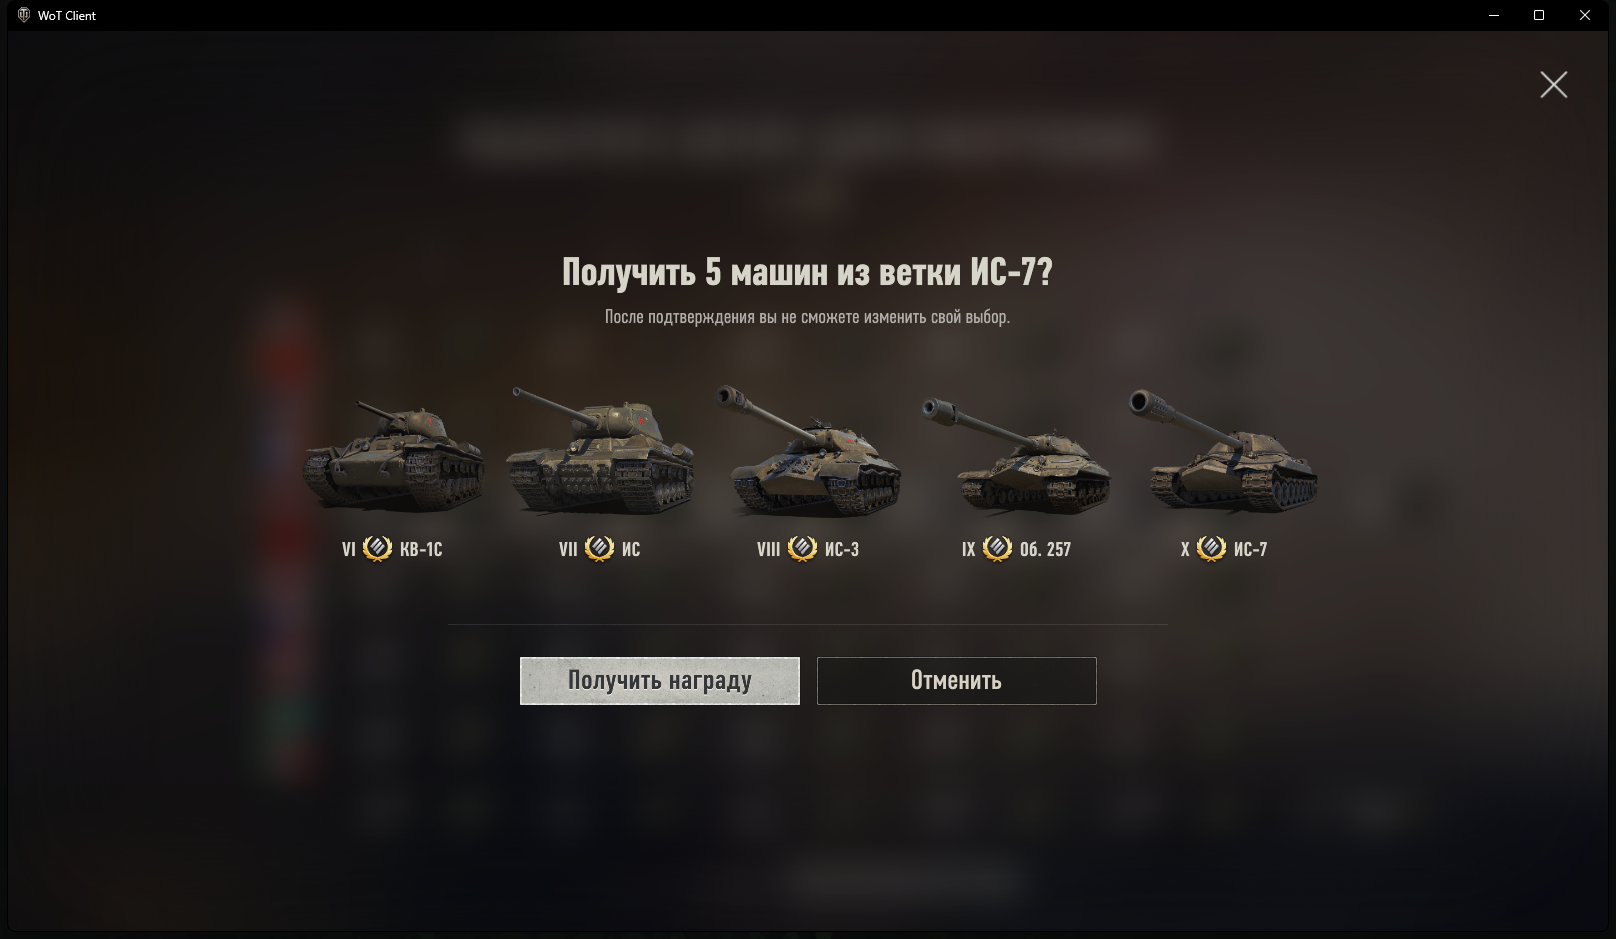 WoT Client
Получить 5 машин из ветки ИС-7?
После подтверждения вы не сможете изменить свой выбор.
VI КВ-1С
VII ИС
VIII ИС-3
IX Об. 257
X ИС-7
Получить награду
Отменить